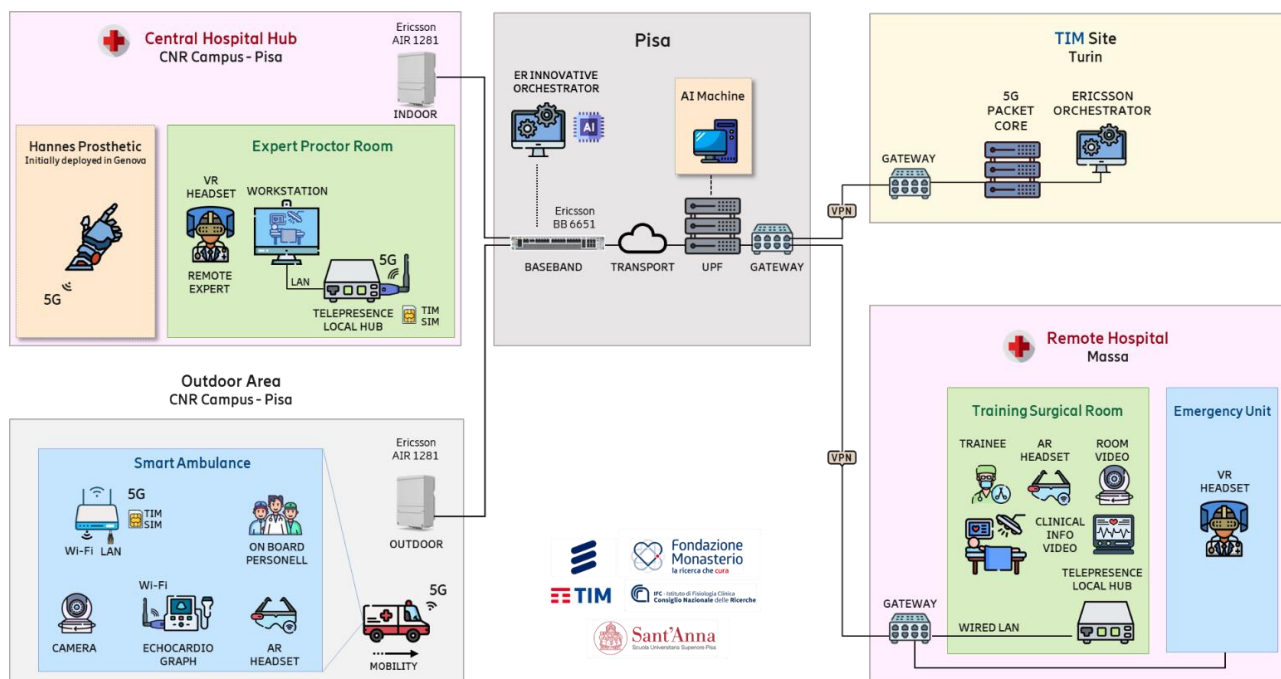 Central Hospital Hub
CNR Campus - Pisa
Ericsson
AIR 1281
INDOOR
Hannes Prosthetic
Initially deployed in Genova
5G
Expert Proctor Room
VR
HEADSET
WORKSTATION
REMOTE
EXPERT
LAN
5G
TELEPRESENCE
LOCAL HUB
TIM
SIM
Outdoor Area
CNR Campus - Pisa
Ericsson
AIR 1281
OUTDOOR
Smart Ambulance
5G
TIM
SIM
Wi-Fi LAN
ON BOARD
PERSONELL
Wi-Fi
CAMERA
ECHOCARDIO
GRAPH
AR
HEADSET
5G
MOBILITY
Pisa
ER INNOVATIVE
ORCHESTRATOR
AI
AI Machine
Ericsson
BB 6651
BASEBAND
TRANSPORT
UPF
GATEWAY
VPN
VPN
TIM Site
Turin
5G
PACKET
CORE
ERICSSON
ORCHESTRATOR
GATEWAY
Remote Hospital
Massa
Training Surgical Room
TRAINEE
AR
HEADSET
ROOM
VIDEO
CLINICAL
INFO
VIDEO
TELEPRESENCE
LOCAL HUB
GATEWAY
WIRED LAN
Emergency Unit
VR
HEADSET
Fondazione
Monasterio
la ricerca che cura
TIM
IFC - Istituto di Fisiologia Clinica
Consiglio Nazionale delle Ricerche
Sant'Anna
Scuola Universitaria Superiore Pisa